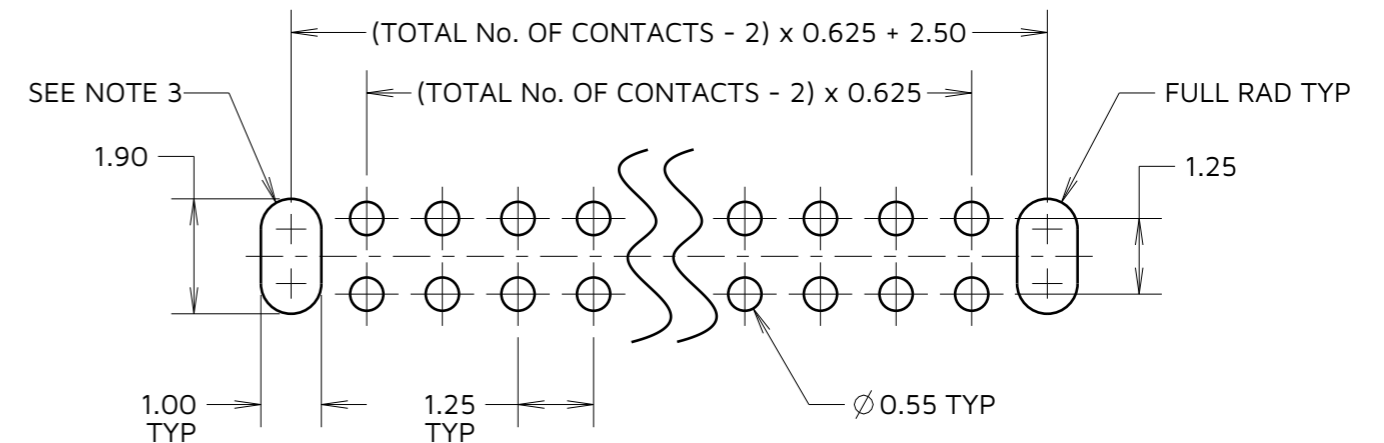 (TOTAL No. OF CONTACTS - 2) x 0.625 + 2.50
SEE NOTE 3
(TOTAL No. OF CONTACTS - 2) x 0.625
FULL RAD TYP
1.90
1.25
1.00
TYP
1.25
TYP
Ø 0.55 TYP